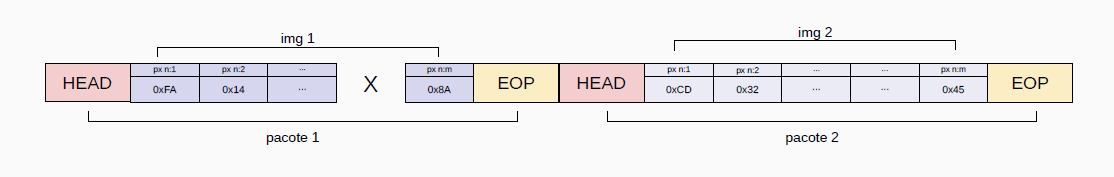 img 1
img 2
HEAD
px n:1
px n:2
...
px n:m
0xFA
0x14
...
X
0x8A
EOP
HEAD
px n:1
px n:2
...
...
px n:m
0xCD
0x32
...
...
0x45
EOP
pacote 1
pacote 2